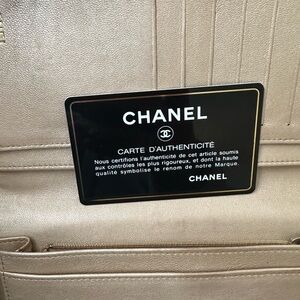 CHANEL
CARTE D'AUTHENTICITÉ
Nous certifions l'authenticité de cet article soumis
aux contrôles les plus rigoureux, et dont la haute
qualité symbolise le renom de notre Marque.
CHANEL